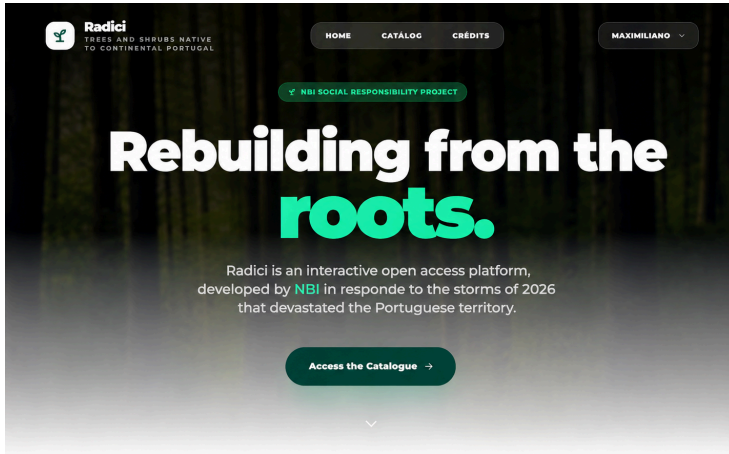 Radici
TREES AND SHRUBS NATIVE
TO CONTINENTAL PORTUGAL
HOME
CATÁLOG
CRÉDITS
MAXIMILIANO
NBI SOCIAL RESPONSIBILITY PROJECT
Rebuilding from the
roots.
Radici is an interactive open access platform,
developed by NBI in responde to the storms of 2026
that devastated the Portuguese territory.
Access the Catalogue →